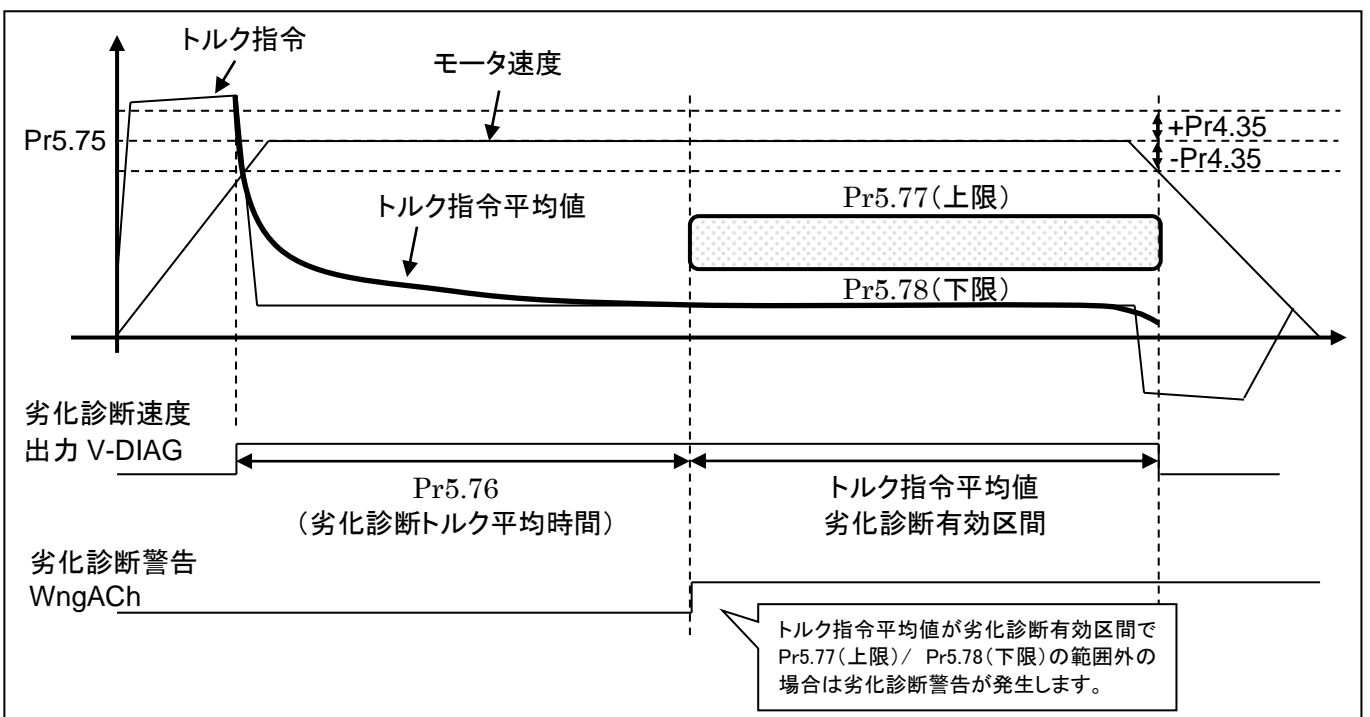 トルク指令
モータ速度
Pr5.75
+Pr4.35
-Pr4.35
トルク指令平均値
Pr5.77(上限)
Pr5.78(下限)
劣化診断速度
出力 V-DIAG
Pr5.76
(劣化診断トルク平均時間)
トルク指令平均値
劣化診断有効区間
劣化診断警告
WngACh
トルク指令平均値が劣化診断有効区間で
Pr5.77(上限)/ Pr5.78(下限)の範囲外の
場合は劣化診断警告が発生します。